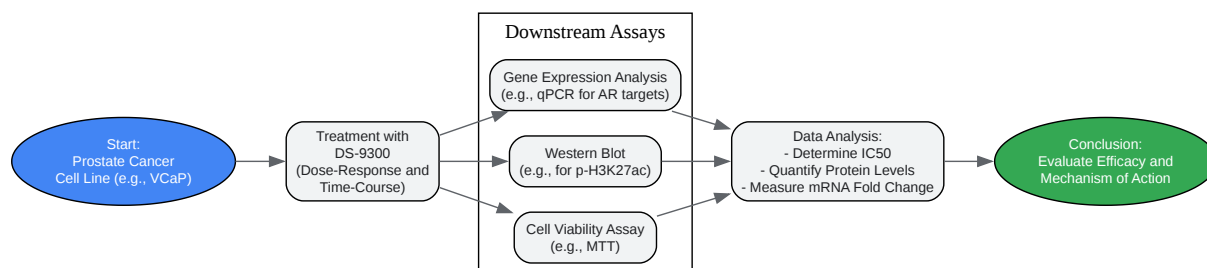 Start:
Prostate Cancer
Cell Line (e.g., VCaP)
Treatment with
DS-9300
(Dose-Response and
Time-Course)
Downstream Assays
Gene Expression Analysis
(e.g., qPCR for AR targets)
Western Blot
(e.g., for p-H3K27ac)
Cell Viability Assay
(e.g., MTT)
Data Analysis:
- Determine IC50
- Quantify Protein Levels
- Measure mRNA Fold Change
Conclusion:
Evaluate Efficacy and
Mechanism of Action